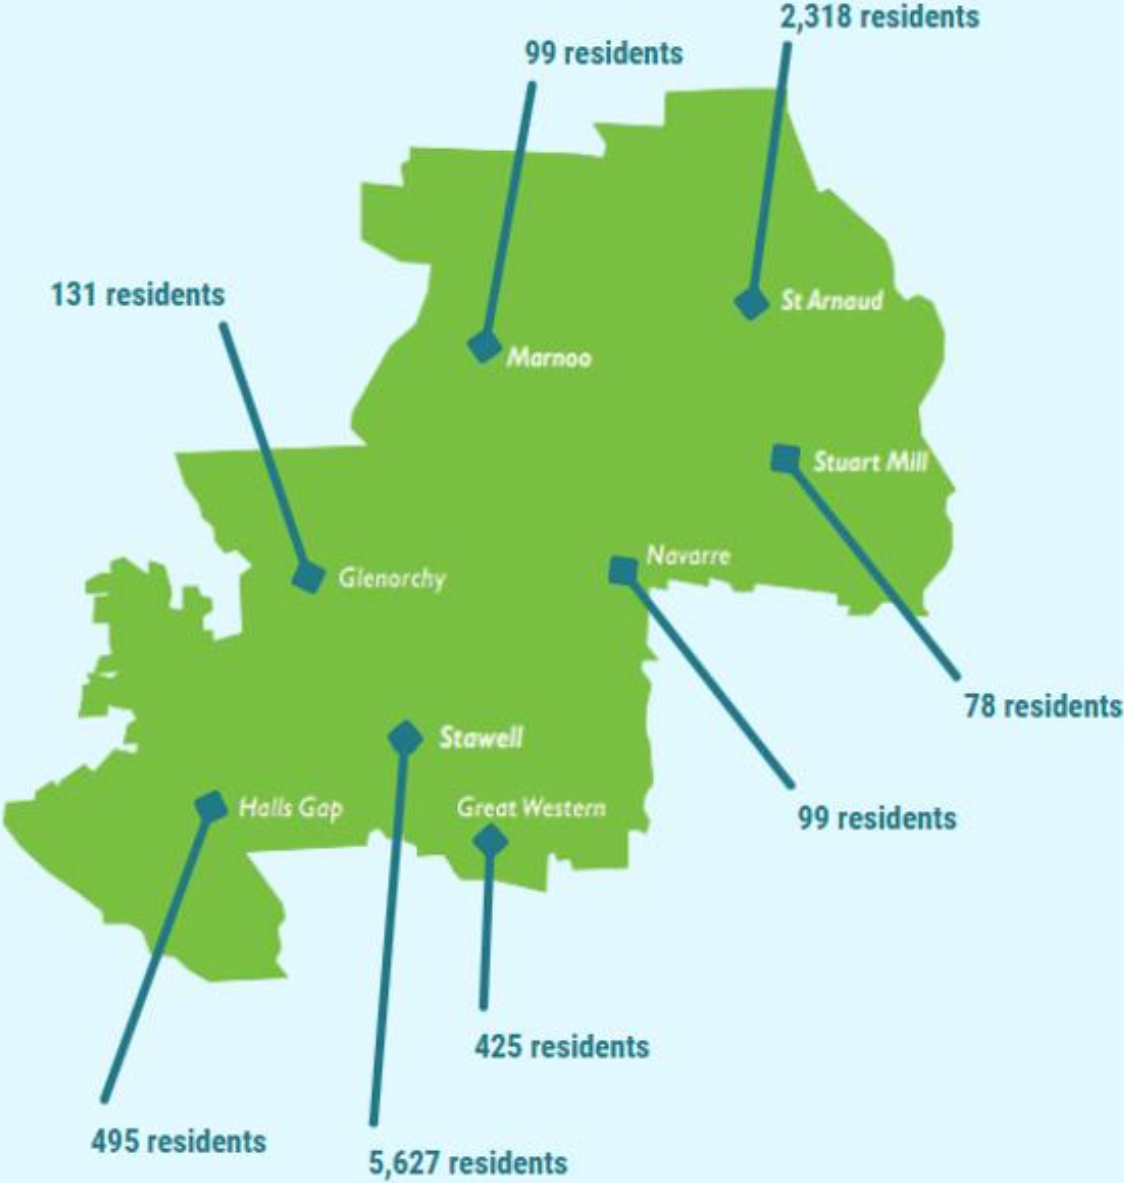 2,318 residents
99 residents
131 residents
St Arnaud
Marnoo
Stuart Mill
Navarre
Glenorchy
78 residents
Stawell
Halls Gap
Great Western
99 residents
425 residents
495 residents
5,627 residents